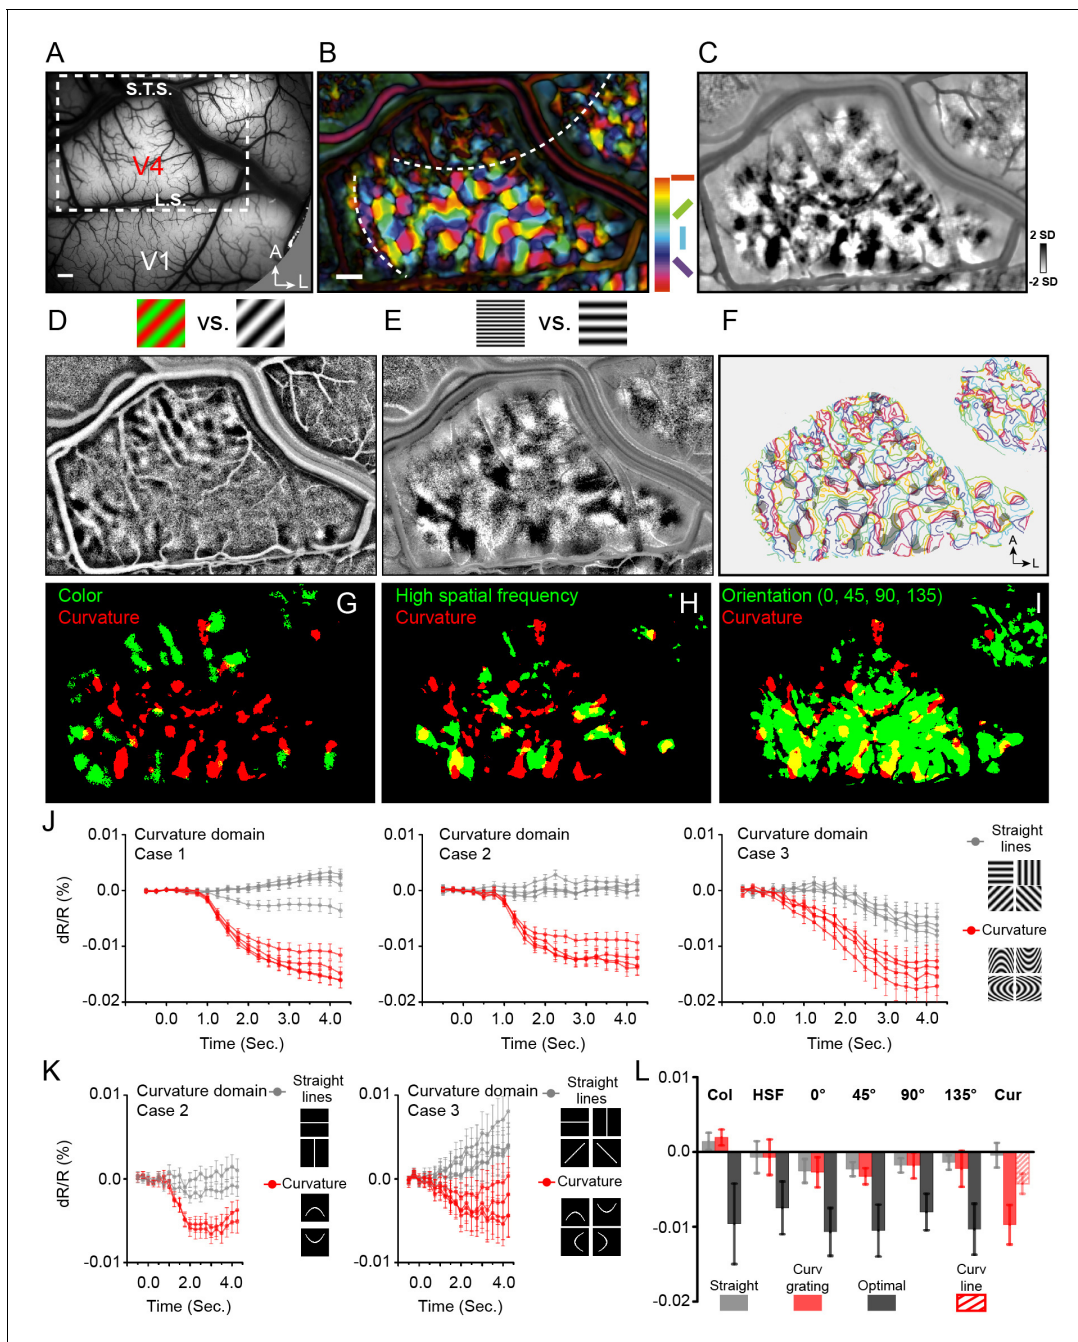 A
S.T.S.
V4
L.S.
V1
A
L
B
C
2 SD
-2 SD
D
vs.
E
vs.
F
A
L
Color
Curvature
G
High spatial frequency
Curvature
H
Orientation (0, 45, 90, 135)
Curvature
I
J
0.01
0.0
-0.01
-0.02
dR/R (%)
Curvature domain
Case 1
0.0 1.0 2.0 3.0 4.0
Time (Sec.)
0.01
0.0
-0.01
-0.02
Curvature domain
Case 2
0.0 1.0 2.0 3.0 4.0
Time (Sec.)
0.01
0.0
-0.01
-0.02
Curvature domain
Case 3
0.0 1.0 2.0 3.0 4.0
Time (Sec.)
Straight
lines
Curvature
K
0.01
0.0
-0.01
dR/R (%)
Curvature domain
Case 2
0.0 2.0 4.0
Time (Sec.)
Straight
lines
Curvature
0.01
0.0
-0.01
Curvature domain
Case 3
0.0 2.0 4.0
Time (Sec.)
Straight
lines
Curvature
L
0.01
0.0
-0.01
-0.02
Col HSF 0° 45° 90° 135° Cur
Straight
Curv
grating
Optimal
Curv
line